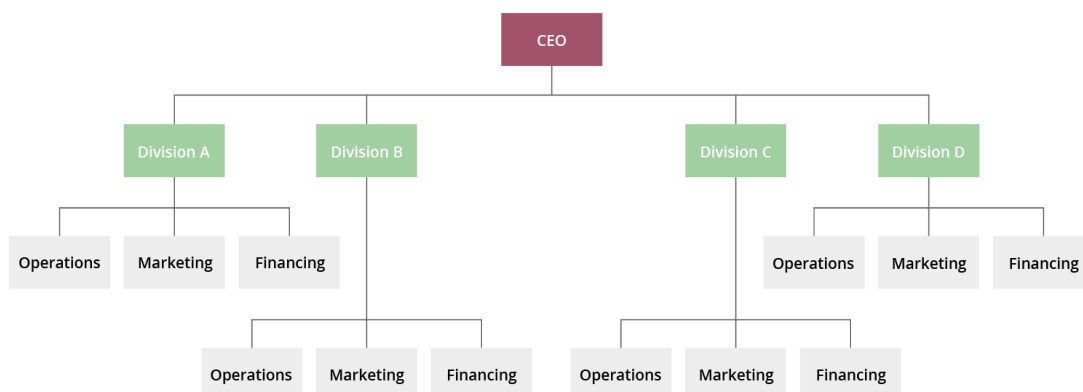 CEO
Division A
Division B
Division C
Division D
Operations
Marketing
Financing
Operations
Marketing
Financing
Operations
Marketing
Financing
Operations
Marketing
Financing